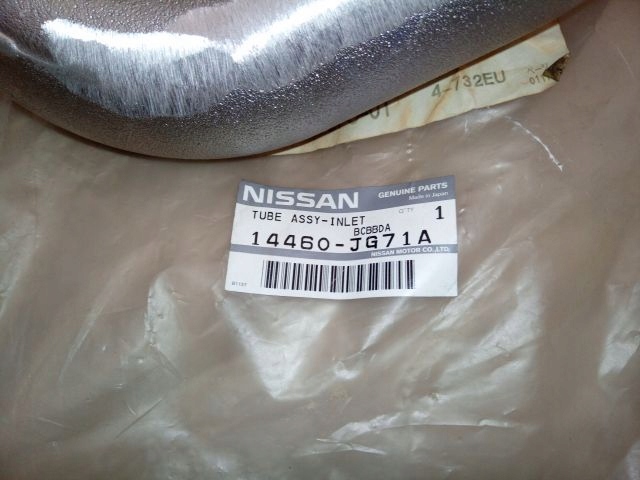 4-732EU
01
NISSAN GENUINE PARTS
Made in Japan
TUBE ASSY-INLET Q'TY 1
BCBBDA
14460-JG71A
NISSAN MOTOR CO.,LTD.